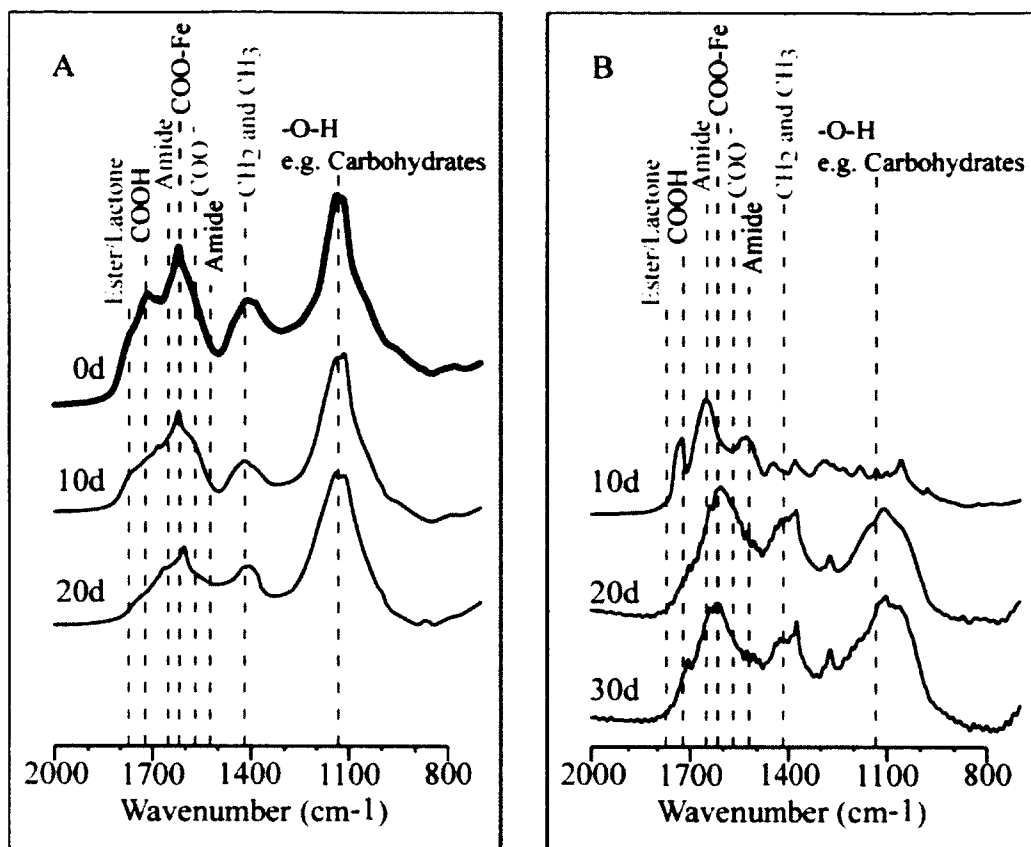 A
Ester/Lactone
COOH
Amide
COO-Fe
COO-
Amide
CH2 and CH3
-O-H
e.g. Carbohydrates
0d
10d
20d
2000 1700 1400 1100 800
Wavenumber (cm-1)
B
Ester/Lactone
COOH
Amide
COO-Fe
COO-
Amide
CH2 and CH3
-O-H
e.g. Carbohydrates
10d
20d
30d
2000 1700 1400 1100 800
Wavenumber (cm-1)